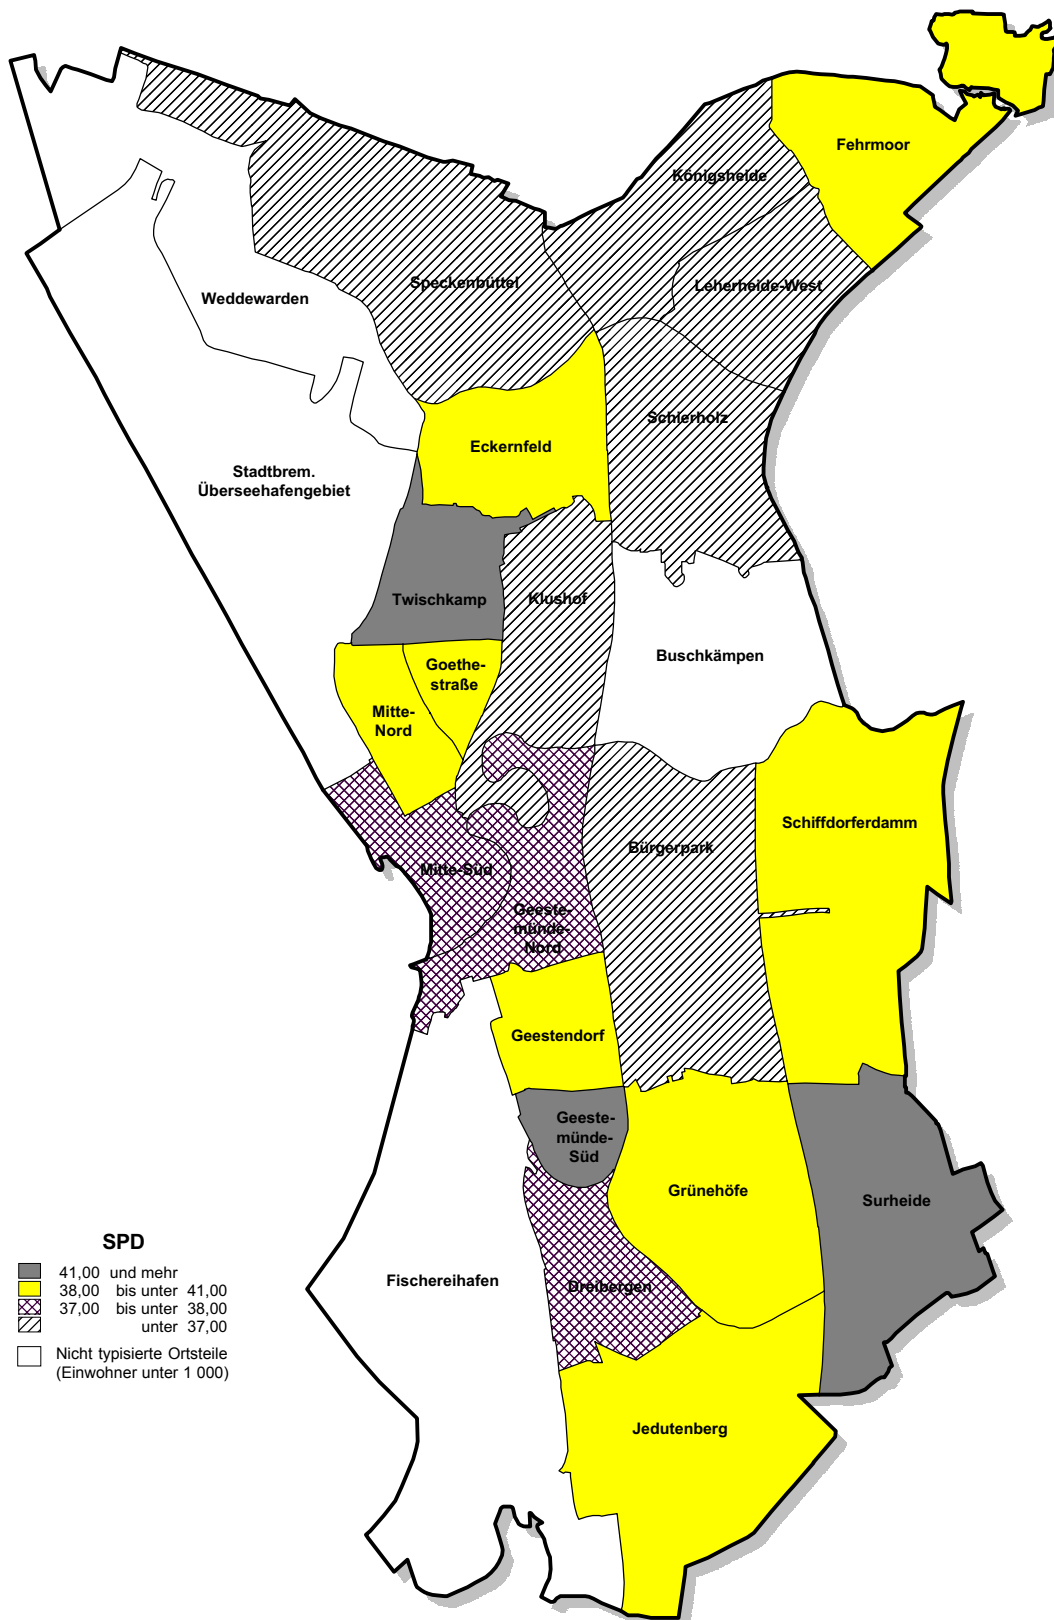 Fehrmoor
Königsheide
Speckenbüttel
Leherheide-West
Weddewarden
Schierholz
Eckernfeld
Stadtbrem.
Überseehafengebiet
Twischkamp
Klushof
Buschkämpen
Goethe-
straße
Mitte-
Nord
Schiffdorferdamm
Bürgerpark
Mitte-Süd
Geeste-
münde-
Nord
Geestendorf
Geeste-
münde-
Süd
Grünehöfe
Surheide
Fischereihafen
Dreibergen
Jedutenberg
SPD
41,00 und mehr
38,00 bis unter 41,00
37,00 bis unter 38,00
unter 37,00
Nicht typisierte Ortsteile
(Einwohner unter 1 000)